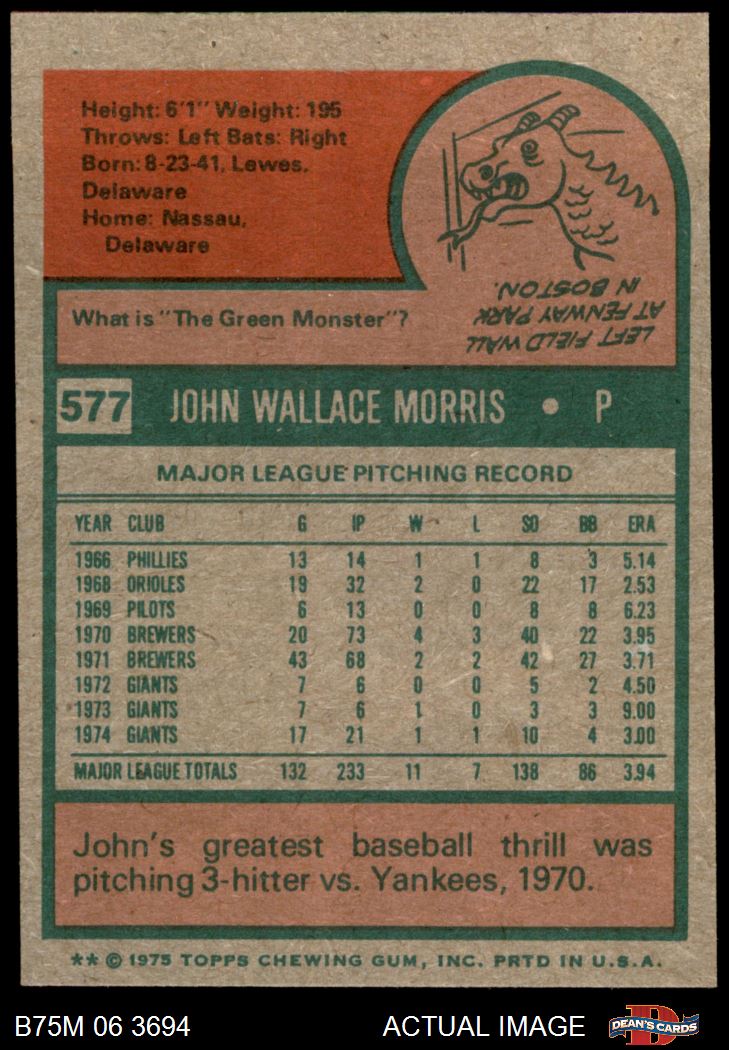 Height: 6'1" Weight: 195
Throws: Left Bats: Right
Born: 8-23-41, Lewes,
Delaware
Home: Nassau,
Delaware
What is "The Green Monster"?
LEFT FIELD WALL
AT FENWAY PARK
IN BOSTON.
577 JOHN WALLACE MORRIS • P
MAJOR LEAGUE PITCHING RECORD
YEAR CLUB G IP W L SO BB ERA
1966 PHILLIES 13 14 1 1 8 3 5.14
1968 ORIOLES 19 32 2 0 22 17 2.53
1969 PILOTS 6 13 0 0 8 8 6.23
1970 BREWERS 20 73 4 3 40 22 3.95
1971 BREWERS 43 68 2 2 42 27 3.71
1972 GIANTS 7 6 0 0 5 2 4.50
1973 GIANTS 7 6 1 0 3 3 9.00
1974 GIANTS 17 21 1 1 10 4 3.00
MAJOR LEAGUE TOTALS 132 233 11 7 138 86 3.94
John's greatest baseball thrill was
pitching 3-hitter vs. Yankees, 1970.
** © 1975 TOPPS CHEWING GUM, INC. PRTD IN U.S.A.
B75M 06 3694 ACTUAL IMAGE DEAN'S CARDS